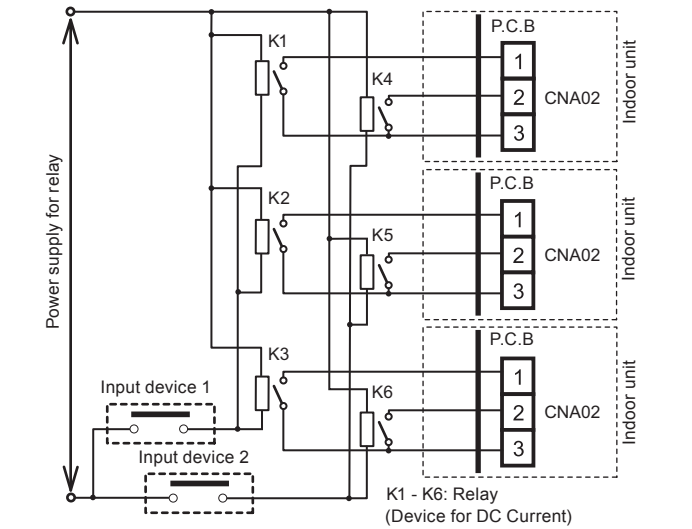 K1
P.C.B
1
2
3
CNA02
Indoor unit
K4
Power supply for relay
K2
P.C.B
1
2
3
CNA02
Indoor unit
K5
K3
P.C.B
1
2
3
CNA02
Indoor unit
K6
Input device 1
Input device 2
K1 - K6: Relay
(Device for DC Current)